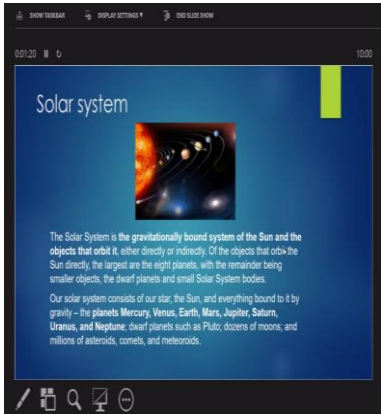 SHOW TASKBAR DISPLAY SETTINGS ▼ END SLIDE SHOW
0:01:20 10:00
Solar system
The Solar System is the gravitationally bound system of the Sun and the
objects that orbit it, either directly or indirectly. Of the objects that orbit the
Sun directly, the largest are the eight planets, with the remainder being
smaller objects, the dwarf planets and small Solar System bodies.
Our solar system consists of our star, the Sun, and everything bound to it by
gravity – the planets Mercury, Venus, Earth, Mars, Jupiter, Saturn,
Uranus, and Neptune; dwarf planets such as Pluto; dozens of moons; and
millions of asteroids, comets, and meteoroids.